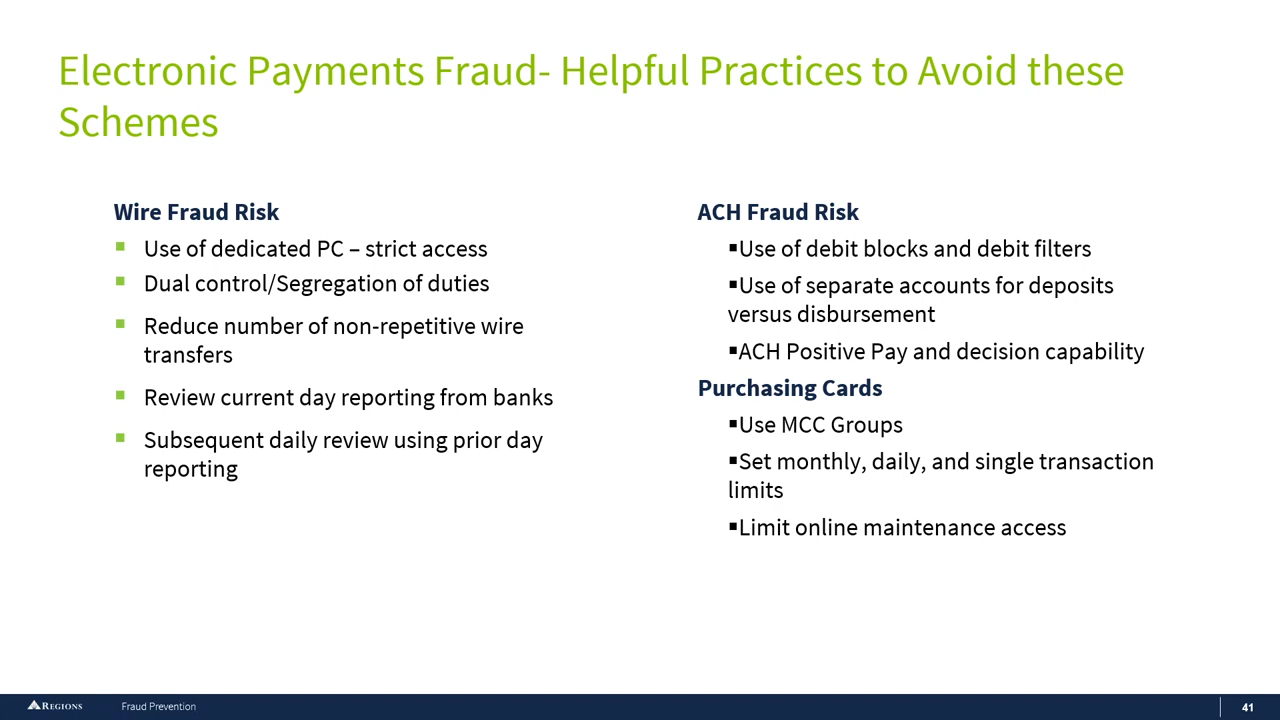 Electronic Payments Fraud- Helpful Practices to Avoid these
Schemes
Wire Fraud Risk
▪ Use of dedicated PC – strict access
▪ Dual control/Segregation of duties
▪ Reduce number of non-repetitive wire
transfers
▪ Review current day reporting from banks
▪ Subsequent daily review using prior day
reporting
ACH Fraud Risk
▪Use of debit blocks and debit filters
▪Use of separate accounts for deposits
versus disbursement
▪ACH Positive Pay and decision capability
Purchasing Cards
▪Use MCC Groups
▪Set monthly, daily, and single transaction
limits
▪Limit online maintenance access
REGIONS
Fraud Prevention
41